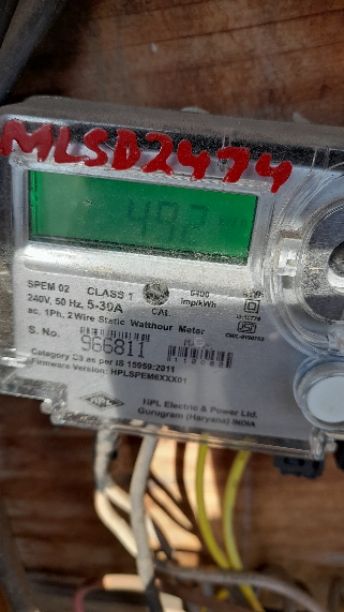 MLSD2474
492
SPEM 02 CLASS 1
240V, 50 Hz, 5-30A CAL. 6400 Imp/kWh
ac, 1Ph, 2 Wire Static Watthour Meter
S. No. 966811
Category C3 as per IS 15959:2011
Firmware Version: HPLSPEM6XXX01
HPL
HPL Electric & Power Ltd.
Gurugram (Haryana) INDIA